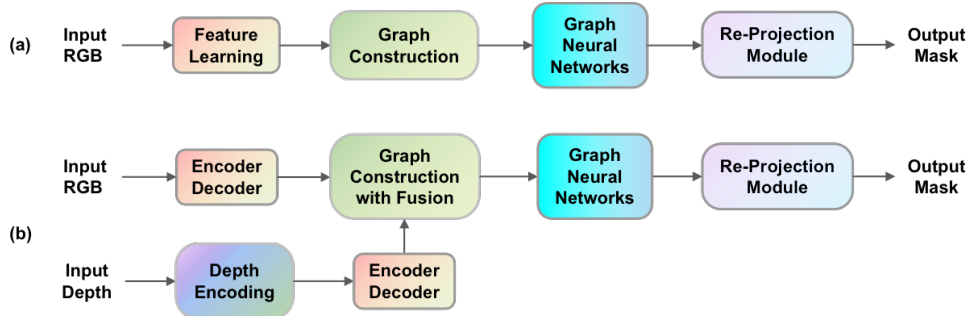 (a)
Input
RGB
Feature
Learning
Graph
Construction
Graph
Neural
Networks
Re-Projection
Module
Output
Mask
(b)
Input
RGB
Encoder
Decoder
Graph
Construction
with Fusion
Graph
Neural
Networks
Re-Projection
Module
Output
Mask
Input
Depth
Depth
Encoding
Encoder
Decoder